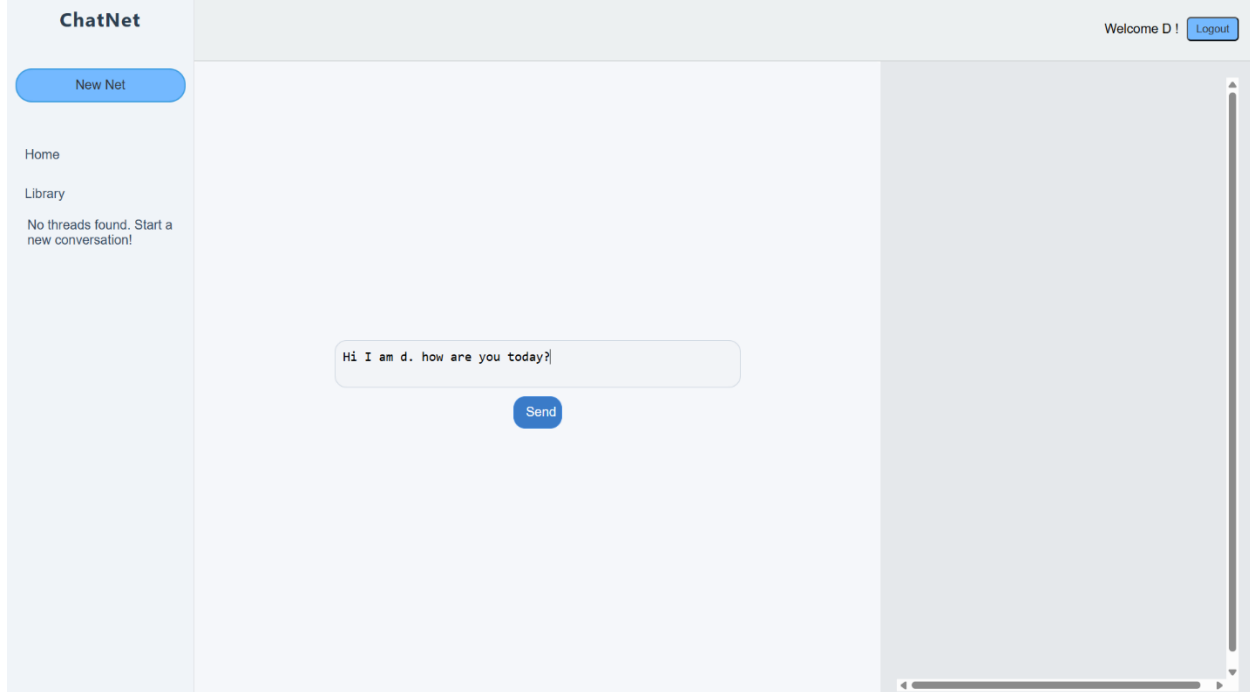 ChatNet
Welcome D !
Logout
New Net
Home
Library
No threads found. Start a
new conversation!
Hi I am d. how are you today?
Send